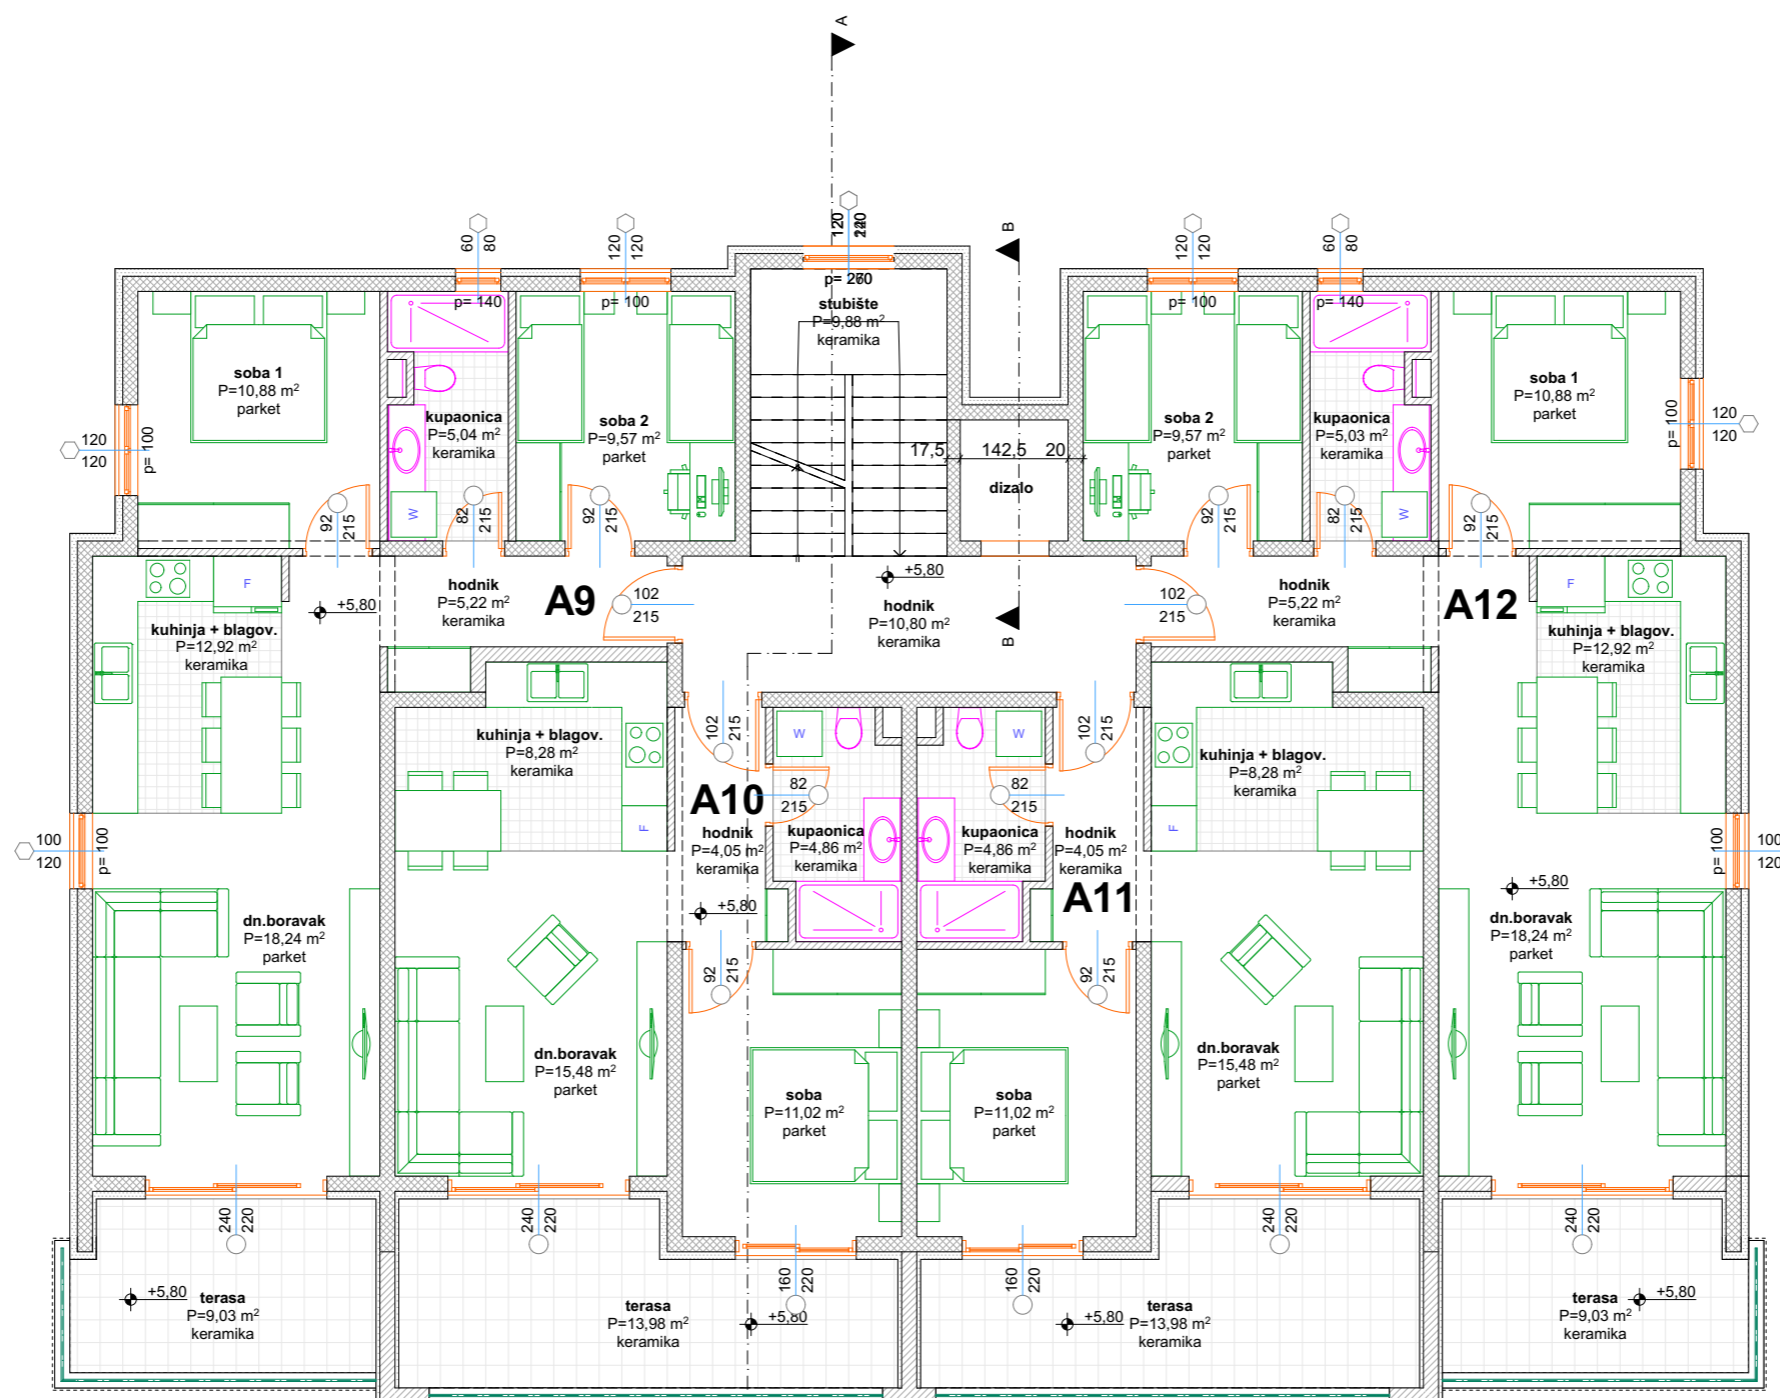 A
B
60
80
120
120
120
120
220
240
120
120
60
80
p= 140
p= 100
stubište
P=9,88 m²
keramika
p= 100
p= 140
soba 1
P=10,88 m²
parket
soba 1
P=10,88 m²
parket
120
120
p= 100
kupaonica
P=5,04 m²
keramika
soba 2
P=9,57 m²
parket
soba 2
P=9,57 m²
parket
kupaonica
P=5,03 m²
keramika
p= 100
120
120
17,5
142,5
20
dizalo
W
W
92
215
82
215
92
215
92
215
82
215
92
215
+5,80
F
hodnik
P=5,22 m²
keramika
A9
102
215
hodnik
P=10,80 m²
keramika
B
102
215
hodnik
P=5,22 m²
keramika
A12
F
+5,80
kuhinja + blagov.
P=12,92 m²
keramika
kuhinja + blagov.
P=12,92 m²
keramika
kuhinja + blagov.
P=8,28 m²
keramika
102
215
W
W
102
215
kuhinja + blagov.
P=8,28 m²
keramika
A10
82
215
82
215
F
F
hodnik
P=4,05 m²
keramika
kupaonica
P=4,86 m²
keramika
kupaonica
P=4,86 m²
keramika
hodnik
P=4,05 m²
keramika
100
120
p= 100
p= 100
100
120
A11
+5,80
+5,80
dn.boravak
P=18,24 m²
parket
dn.boravak
P=18,24 m²
parket
92
215
92
215
dn.boravak
P=15,48 m²
parket
dn.boravak
P=15,48 m²
parket
soba
P=11,02 m²
parket
soba
P=11,02 m²
parket
240
220
240
220
240
220
240
220
160
220
160
220
+5,80
terasa
P=9,03 m²
keramika
terasa
P=13,98 m²
keramika
+5,80
+5,80
terasa
P=13,98 m²
keramika
terasa
P=9,03 m²
keramika
+5,80